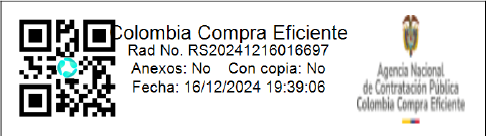 Colombia Compra Eficiente
Rad No. RS20241216016697
Anexos: No Con copia: No
Fecha: 16/12/2024 19:39:06
Agencia Nacional
de Contratación Pública
Colombia Compra Eficiente